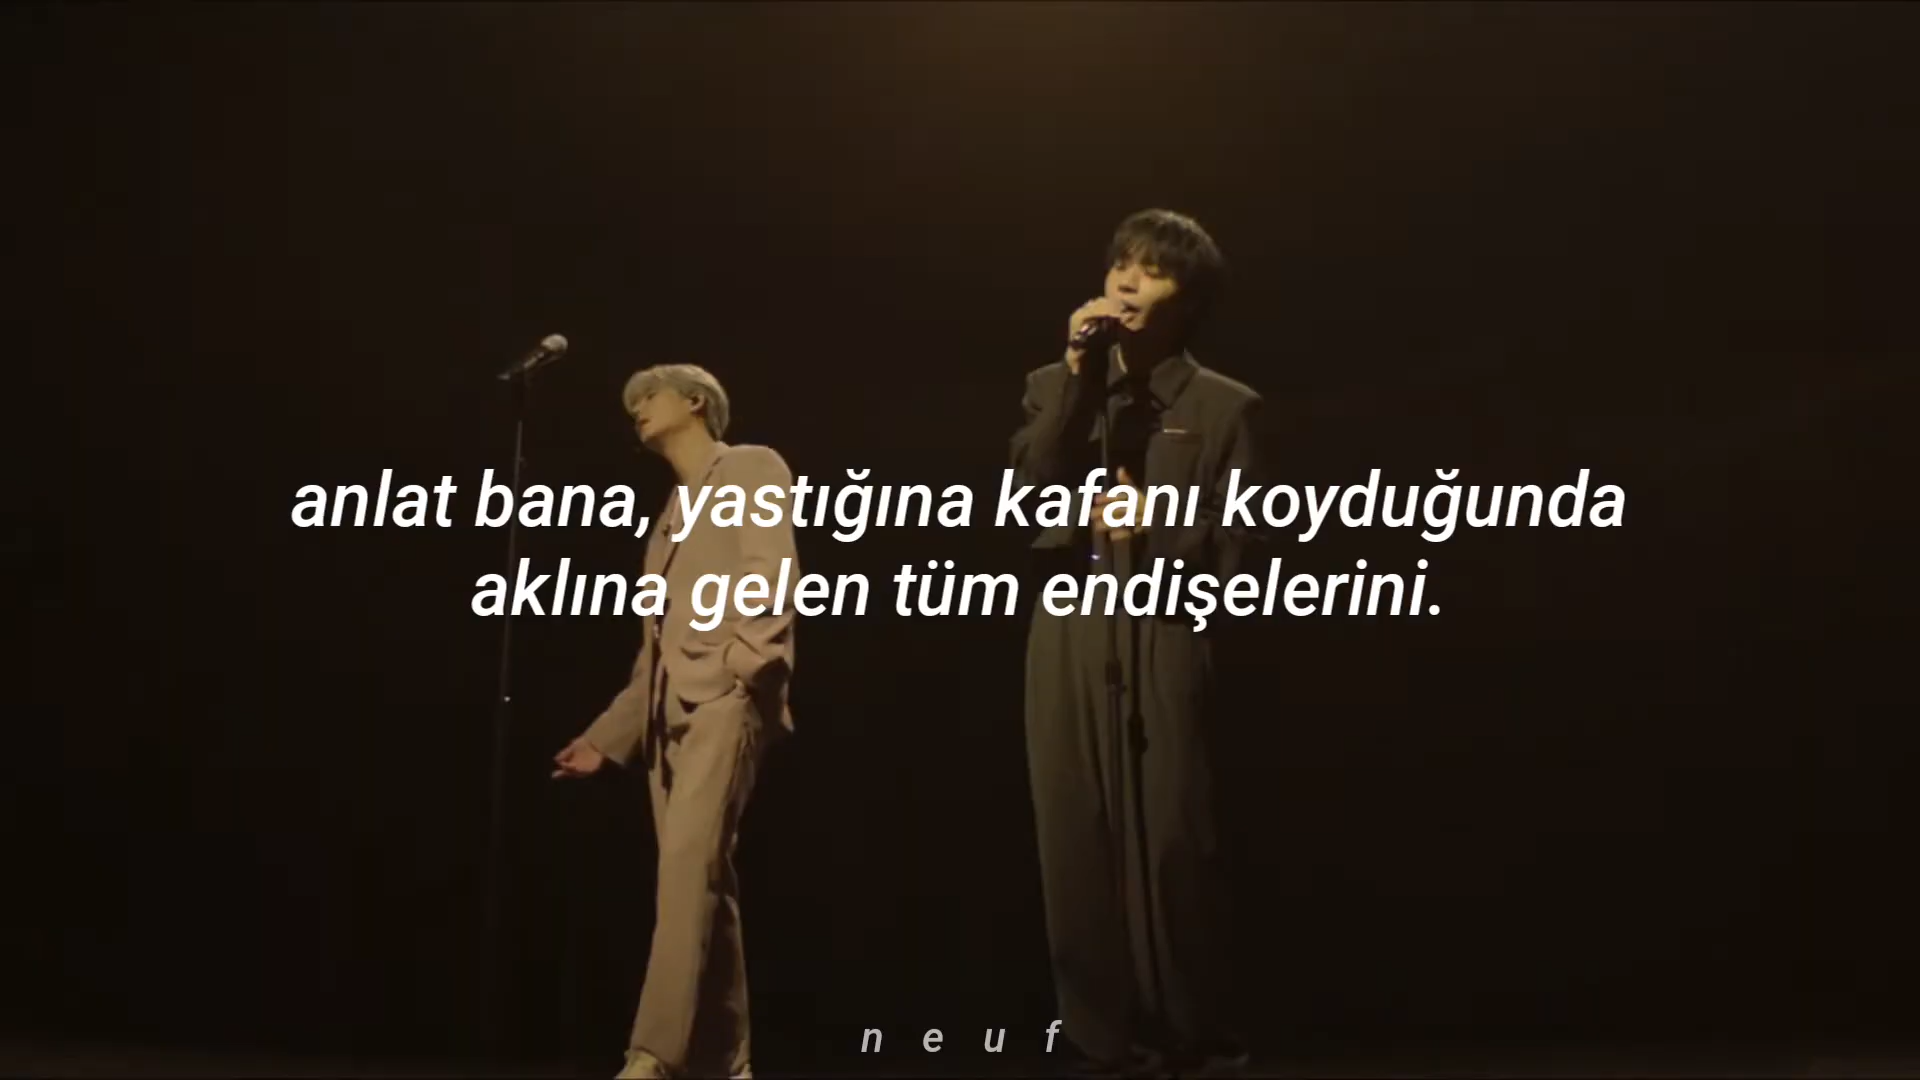 anlat bana, yastığına kafanı koyduğunda
aklına gelen tüm endişelerini.
n e u f